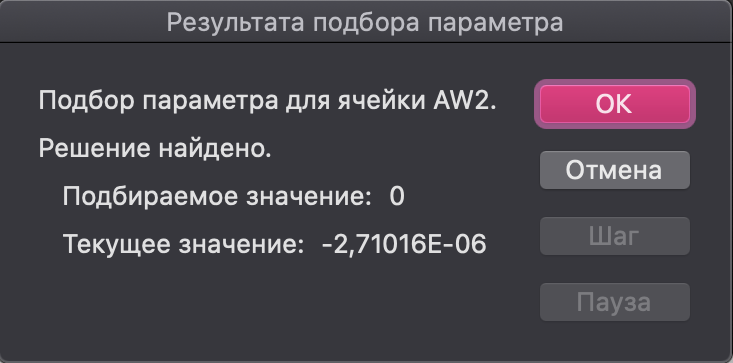 Результата подбора параметра
Подбор параметра для ячейки AW2.
Решение найдено.
Подбираемое значение: 0
Текущее значение: -2,71016E-06
OK
Отмена
Шаг
Пауза